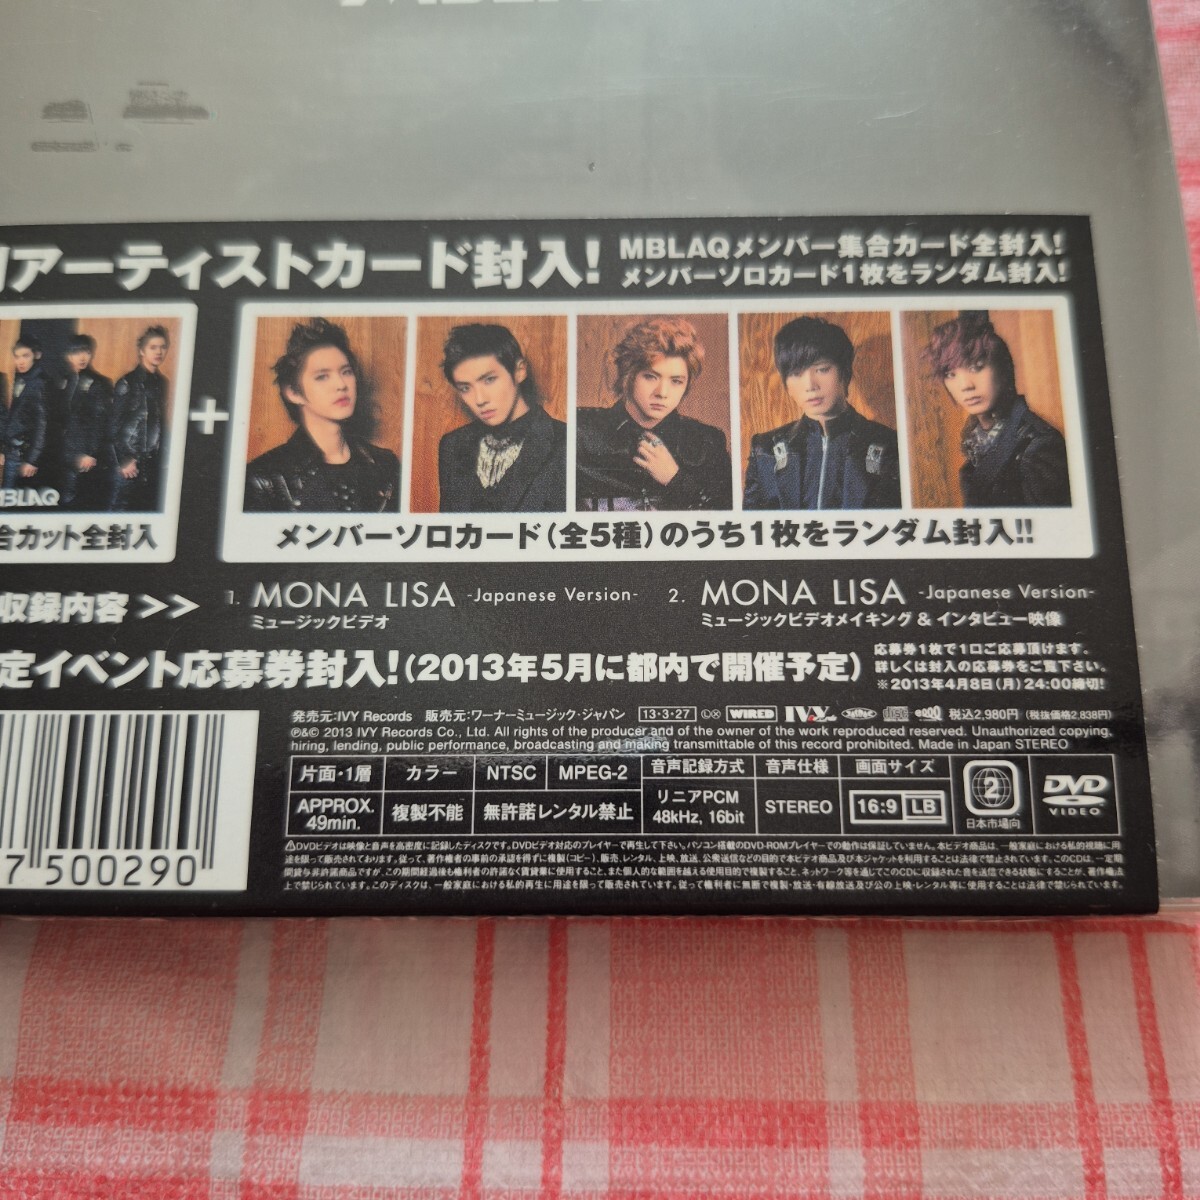 アーティストカード封入!
MBLAQメンバー集合カード全封入!
メンバーソロカード1枚をランダム封入!
MBLAQ
+
合カット全封入
メンバーソロカード(全5種)のうち1枚をランダム封入!!
収録内容 >>
1. MONA LISA -Japanese Version-
ミュージックビデオ
2. MONA LISA -Japanese Version-
ミュージックビデオメイキング & インタビュー映像
定イベント応募券封入!(2013年5月に都内で開催予定)
応募券1枚で1口ご応募頂けます。
詳しくは封入の応募券をご覧下さい。
※2013年4月8日(月)24:00締切!
発売元:IVY Records 販売元:ワーナーミュージック・ジャパン 13・3・27 WIRED IVY 税込2,980円 (税抜価格2,838円)
℗&© 2013 IVY Records Co., Ltd. All rights of the producer and of the owner of the work reproduced reserved. Unauthorized copying,
hiring, lending, public performance, broadcasting and making transmittable of this record prohibited. Made in Japan STEREO
片面・1層 カラー NTSC MPEG-2 音声記録方式 音声仕様 画面サイズ
APPROX. 49min. 複製不能 無許諾レンタル禁止 リニアPCM 48kHz, 16bit STEREO 16:9 LB
2
日本市場向
DVD
VIDEO
7 500290